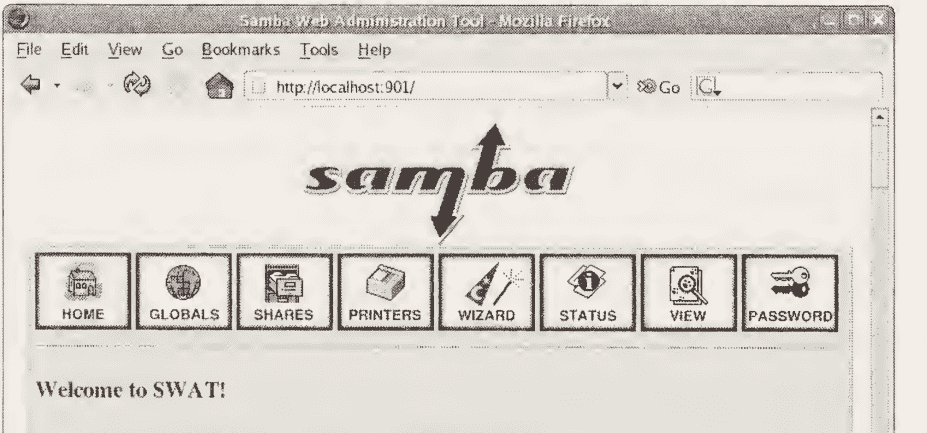 Samba Web Administration Tool - Mozilla Firefox
File Edit View Go Bookmarks Tools Help
http://localhost:901/ Go G
samba
HOME GLOBALS SHARES PRINTERS WIZARD STATUS VIEW PASSWORD
Welcome to SWAT!